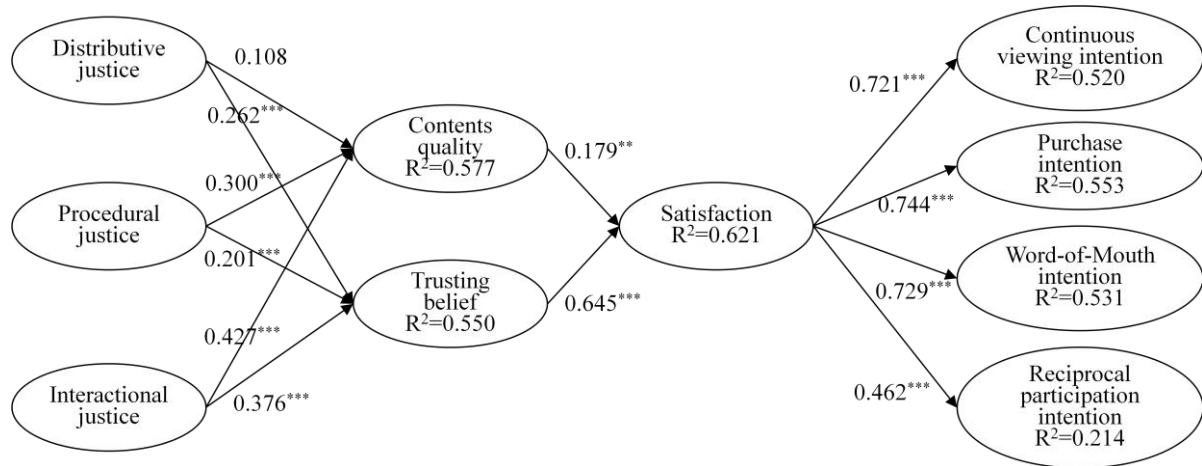 Distributive
justice
Procedural
justice
Interactional
justice
0.108
0.262***
0.300***
0.201***
0.427***
0.376***
Contents
quality
R²=0.577
Trusting
belief
R²=0.550
0.179**
0.645***
Satisfaction
R²=0.621
0.721***
0.744***
0.729***
0.462***
Continuous
viewing intention
R²=0.520
Purchase
intention
R²=0.553
Word-of-Mouth
intention
R²=0.531
Reciprocal
participation
intention
R²=0.214